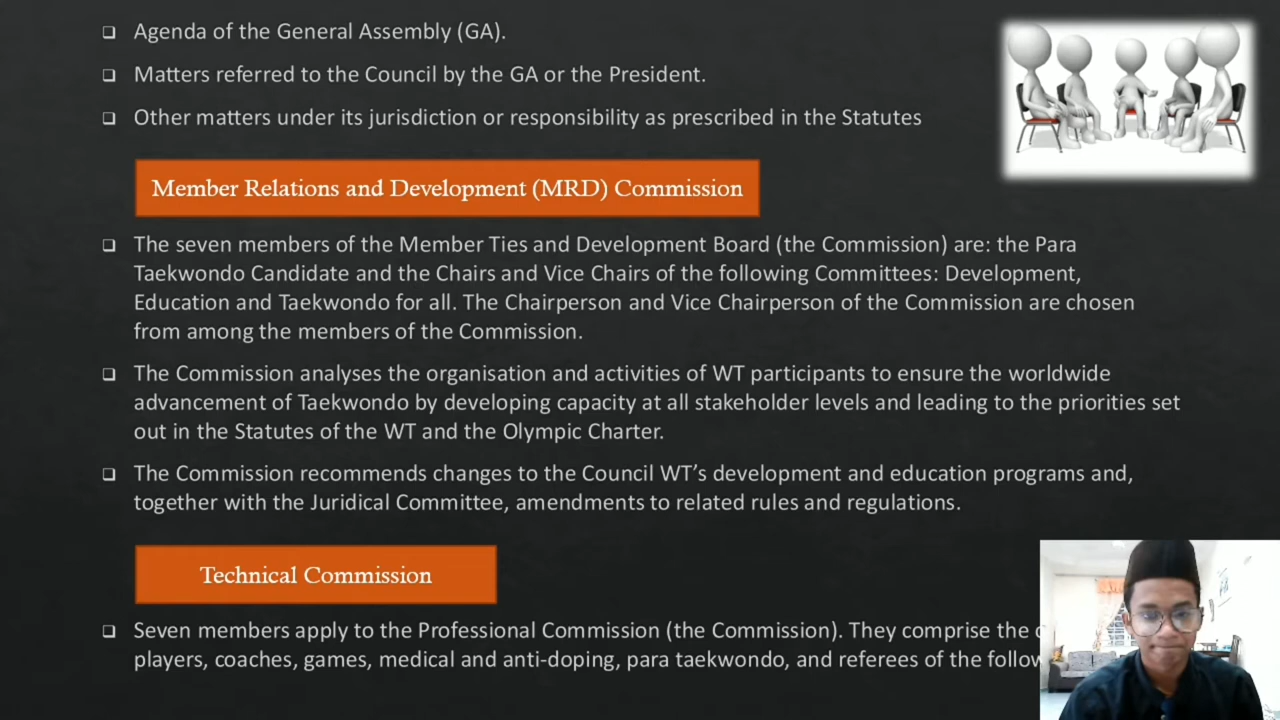 Agenda of the General Assembly (GA).
Matters referred to the Council by the GA or the President.
Other matters under its jurisdiction or responsibility as prescribed in the Statutes
Member Relations and Development (MRD) Commission
The seven members of the Member Ties and Development Board (the Commission) are: the Para
Taekwondo Candidate and the Chairs and Vice Chairs of the following Committees: Development,
Education and Taekwondo for all. The Chairperson and Vice Chairperson of the Commission are chosen
from among the members of the Commission.
The Commission analyses the organisation and activities of WT participants to ensure the worldwide
advancement of Taekwondo by developing capacity at all stakeholder levels and leading to the priorities set
out in the Statutes of the WT and the Olympic Charter.
The Commission recommends changes to the Council WT’s development and education programs and,
together with the Juridical Committee, amendments to related rules and regulations.
Technical Commission
Seven members apply to the Professional Commission (the Commission). They comprise the
players, coaches, games, medical and anti-doping, para taekwondo, and referees of the